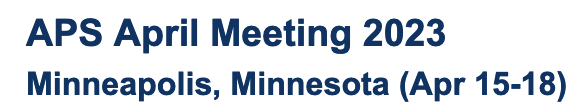 APS April Meeting 2023
Minneapolis, Minnesota (Apr 15-18)